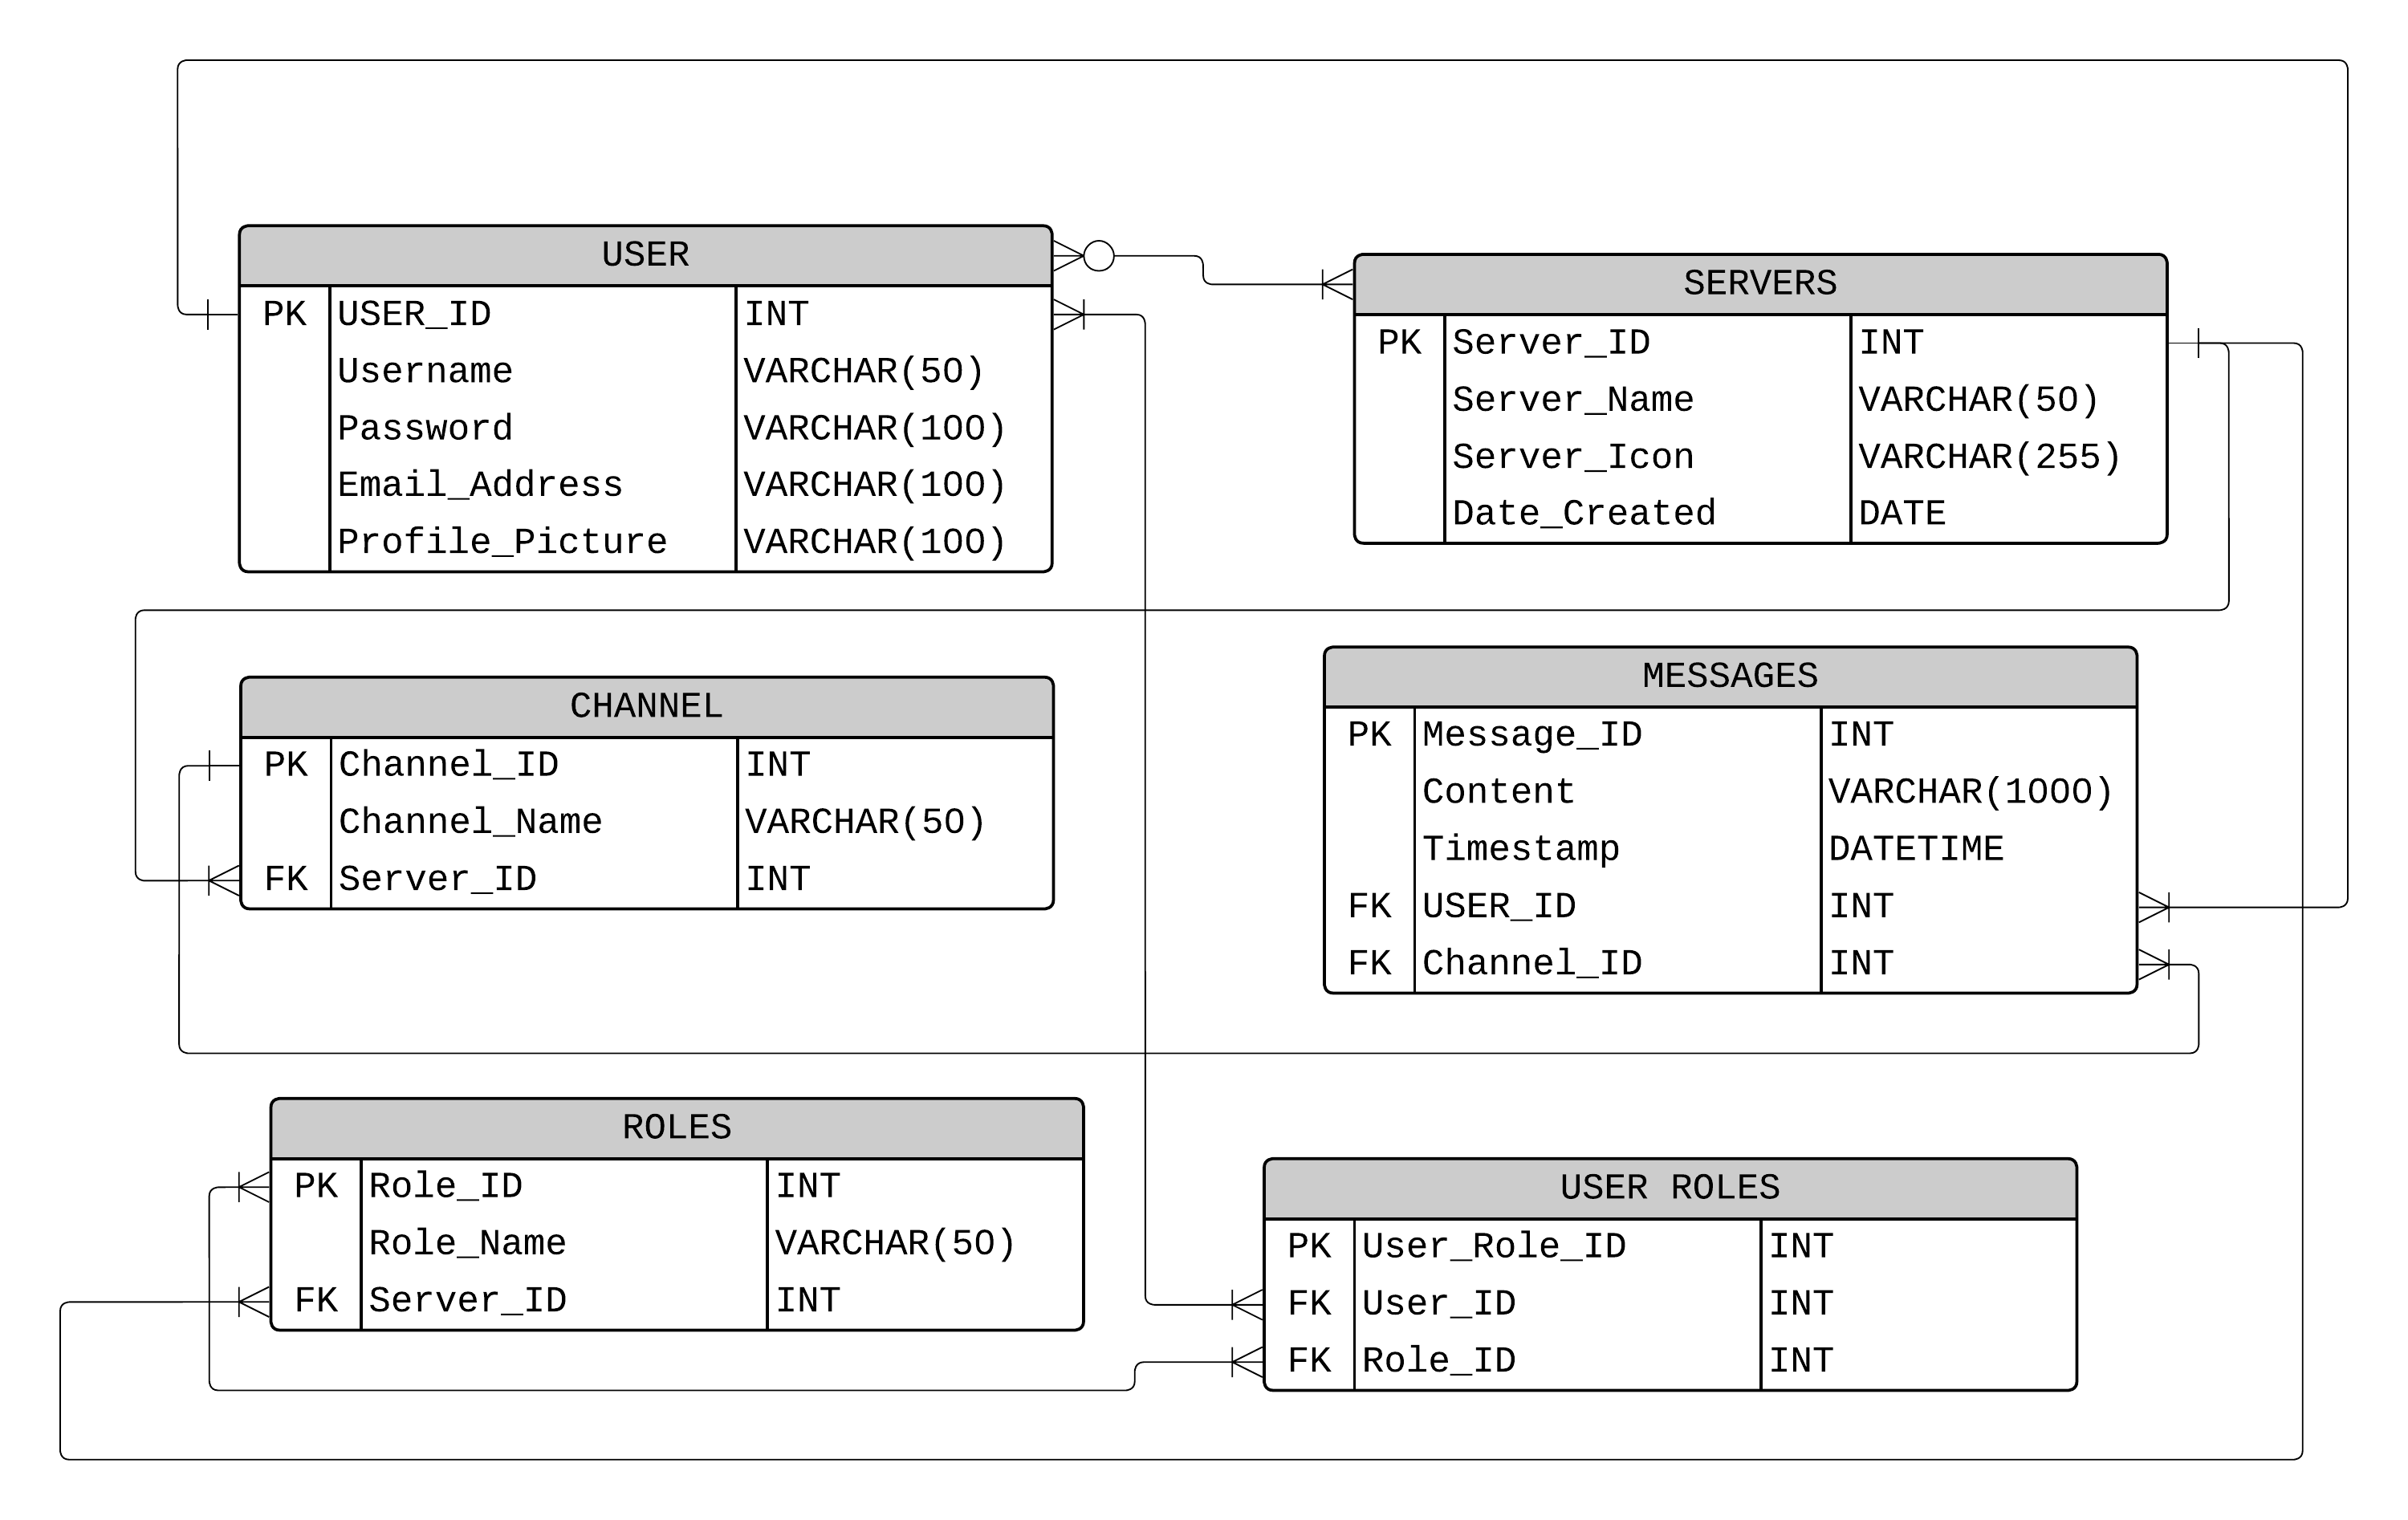 USER
PK USER_ID INT
Username VARCHAR(50)
Password VARCHAR(100)
Email_Address VARCHAR(100)
Profile_Picture VARCHAR(100)
SERVERS
PK Server_ID INT
Server_Name VARCHAR(50)
Server_Icon VARCHAR(255)
Date_Created DATE
CHANNEL
PK Channel_ID INT
Channel_Name VARCHAR(50)
FK Server_ID INT
MESSAGES
PK Message_ID INT
Content VARCHAR(1000)
Timestamp DATETIME
FK USER_ID INT
FK Channel_ID INT
ROLES
PK Role_ID INT
Role_Name VARCHAR(50)
FK Server_ID INT
USER ROLES
PK User_Role_ID INT
FK User_ID INT
FK Role_ID INT